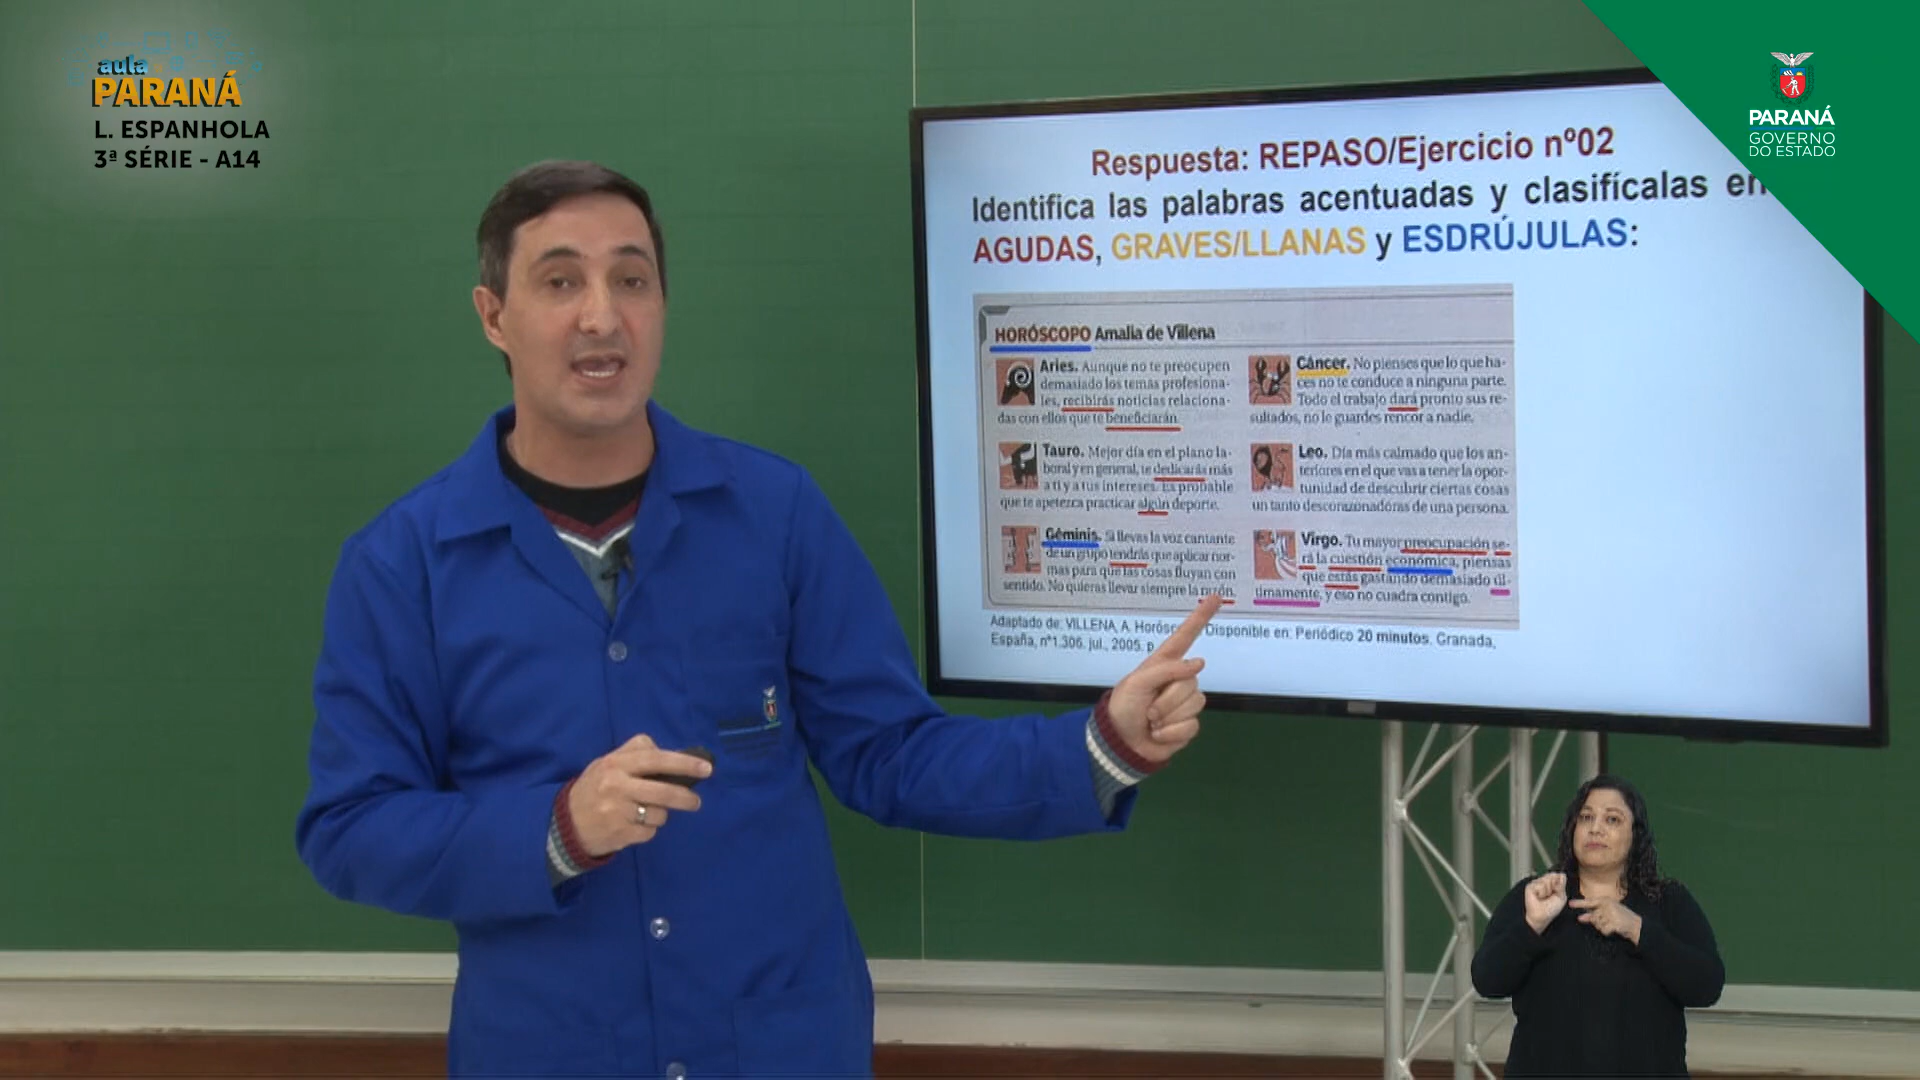 aula
PARANÁ
L. ESPANHOLA
3ª SÉRIE - A14
PARANÁ
GOVERNO
DO ESTADO
Respuesta: REPASO/Ejercicio nº02
Identifica las palabras acentuadas y clasifícalas en
AGUDAS, GRAVES/LLANAS y ESDRÚJULAS:
HORÓSCOPO Amalia de Villena
Aries. Aunque no te preocupen
demasiado los temas profesiona-
les, recibirás noticias relaciona-
das con ellos que te beneficiarán.
Tauro. Mejor día en el plano la-
boral y en general, te dedicarás más
a ti y a tus intereses. Es probable
que te apetezca practicar algún deporte.
Géminis. Si llevas la voz cantante
de un grupo tendrás que aplicar nor-
mas para que las cosas fluyan con
sentido. No quieras llevar siempre la razón.
Cáncer. No pienses que lo que ha-
ces no te conduce a ninguna parte.
Todo el trabajo dará pronto sus re-
sultados, no le guardes rencor a nadie.
Leo. Día más calmado que los an-
teriores en el que vas a tener la opor-
tunidad de descubrir ciertas cosas
un tanto descorazonadoras de una persona.
Virgo. Tu mayor preocupación se-
rá la cuestión económica, piensas
que estás gastando demasiado úl-
timamente, y eso no cuadra contigo.
Adaptado de: VILLENA, A. Horósc Disponible en: Periódico 20 minutos. Granada,
España, nº1.306. jul., 2005. p